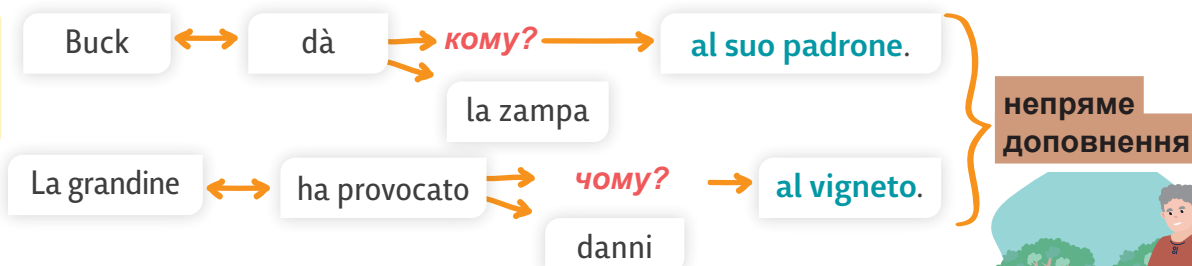 Buck dà кому? al suo padrone.
la zampa
непряме
доповнення
La grandine ha provocato чому? al vigneto.
danni